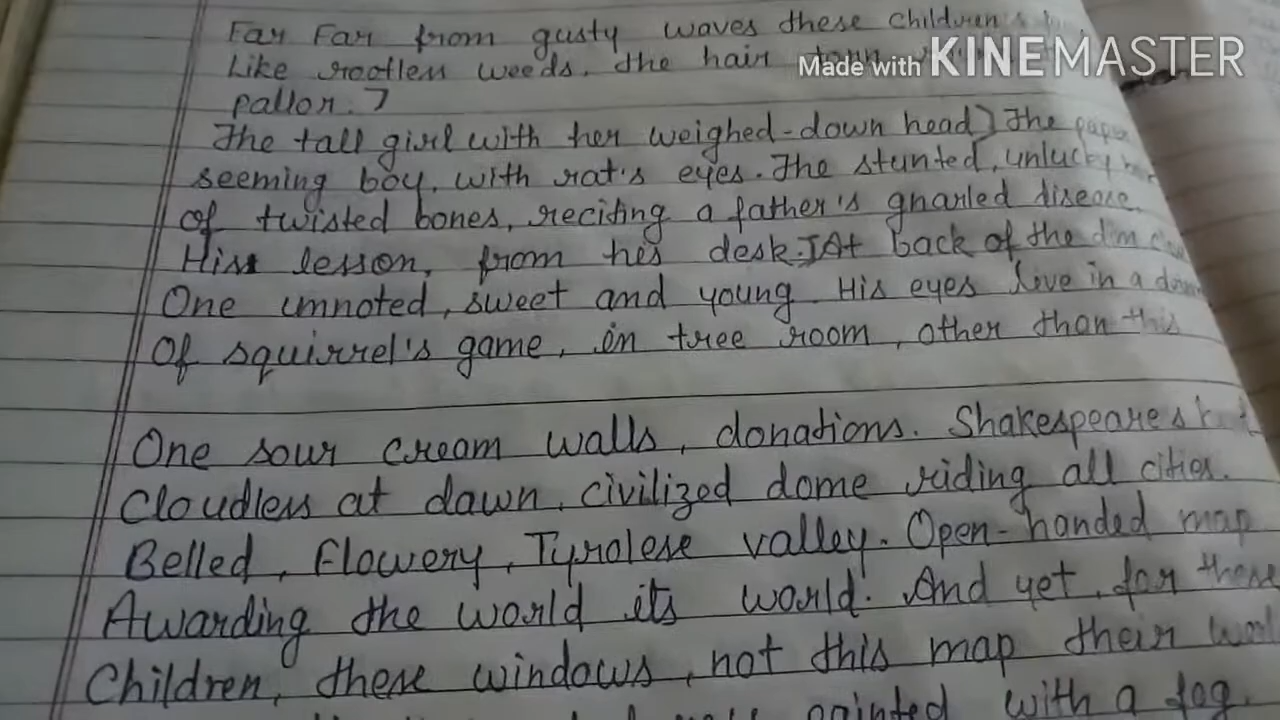 Far Far from gusty waves these children's
Like rootless weeds, the hair torn
Made with KINEMASTER
pallor.]
The tall girl with her weighed-down head] The paper
seeming boy, with rat's eyes. The stunted, unlucky
of twisted bones, reciting a father's gnarled disease,
His lesson, from his desk.] At back of the dim
One unnoted, sweet and young. His eyes live in a
Of squirrel's game, in tree room, other than this
One sour cream walls, donations. Shakespeare's
Cloudless at dawn, civilized dome riding all cities.
Belled, Flowery, Tyrolese valley. Open-handed map
Awarding the world its world. And yet, for these
Children, these windows, not this map their
painted with a fog.